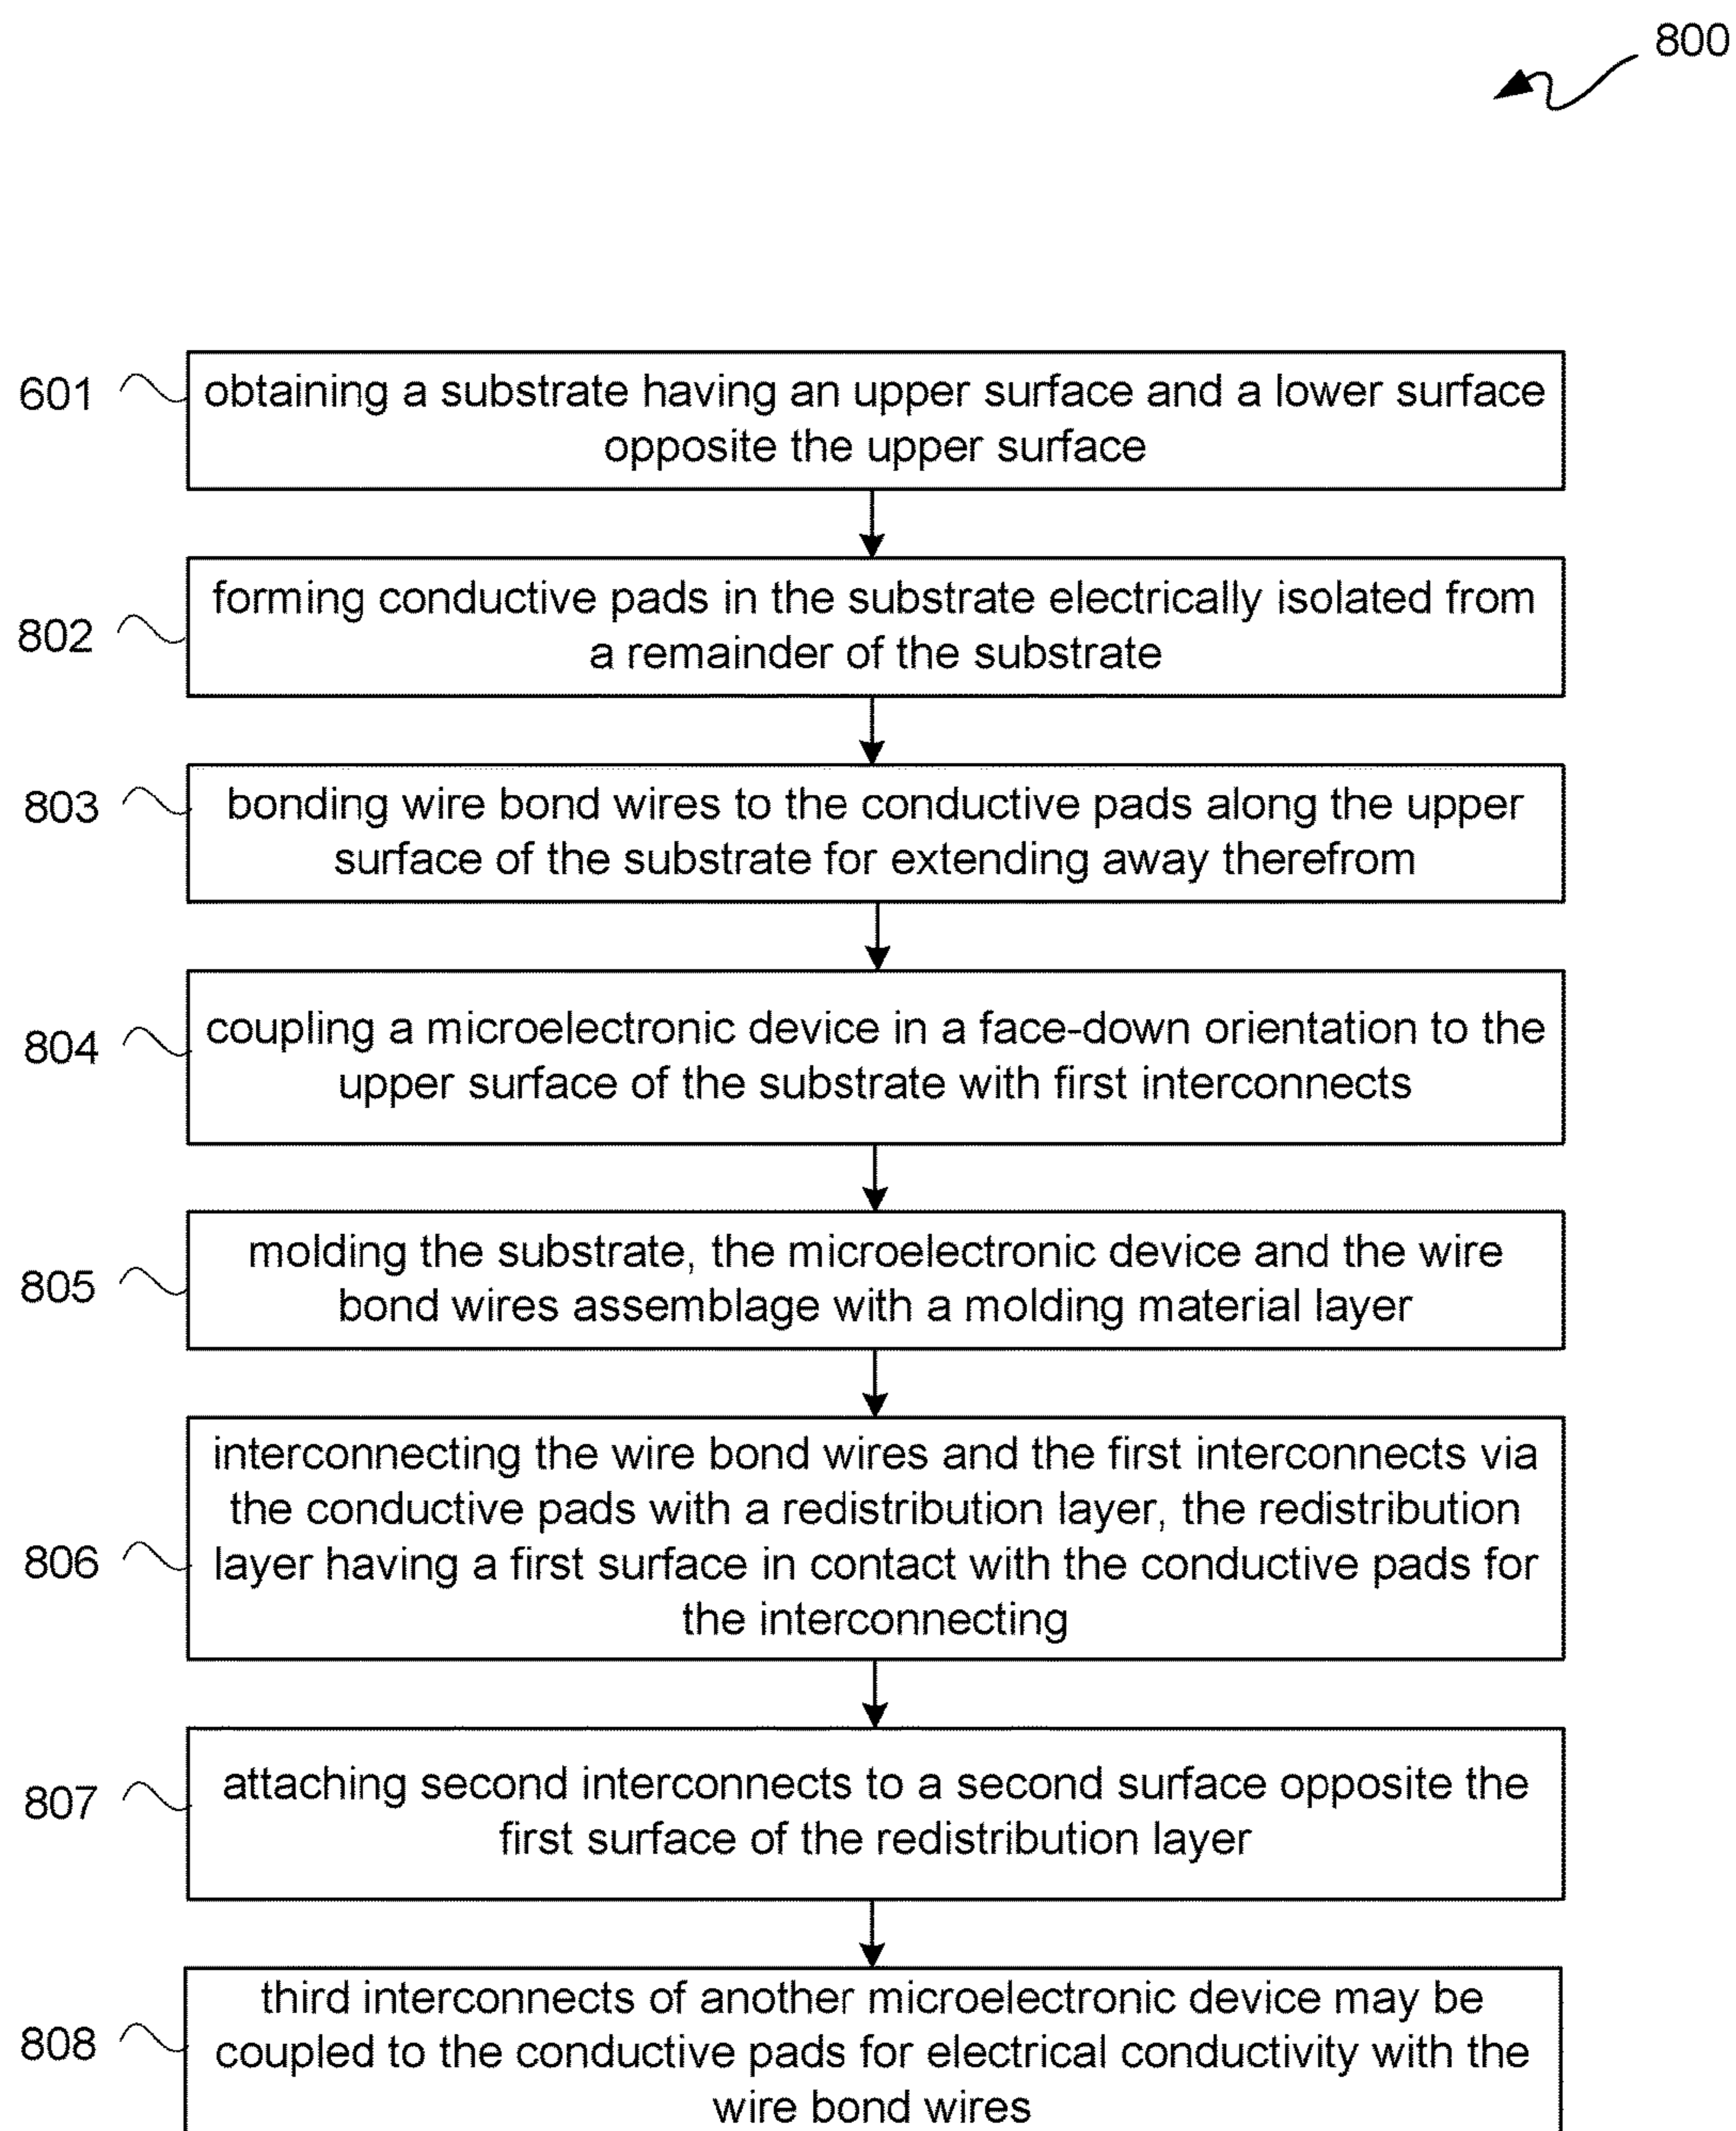 800
601
obtaining a substrate having an upper surface and a lower surface
opposite the upper surface
802
forming conductive pads in the substrate electrically isolated from
a remainder of the substrate
803
bonding wire bond wires to the conductive pads along the upper
surface of the substrate for extending away therefrom
804
coupling a microelectronic device in a face-down orientation to the
upper surface of the substrate with first interconnects
805
molding the substrate, the microelectronic device and the wire
bond wires assemblage with a molding material layer
806
interconnecting the wire bond wires and the first interconnects via
the conductive pads with a redistribution layer, the redistribution
layer having a first surface in contact with the conductive pads for
the interconnecting
807
attaching second interconnects to a second surface opposite the
first surface of the redistribution layer
808
third interconnects of another microelectronic device may be
coupled to the conductive pads for electrical conductivity with the
wire bond wires